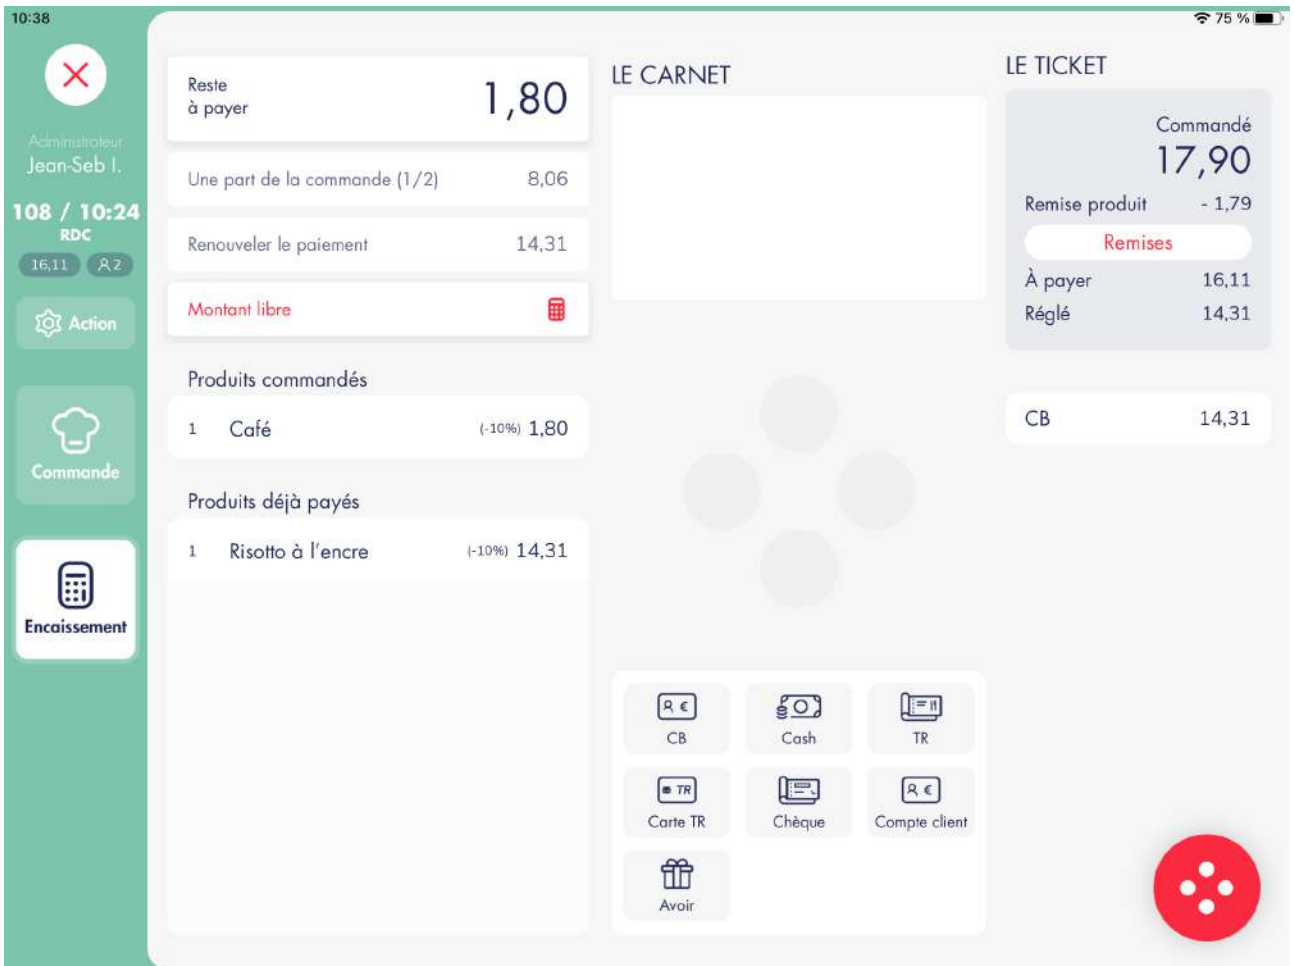 10:38
75 %
Administrateur
Jean-Seb I.
108 / 10:24
RDC
16,11 2
Action
Commande
Encaissement
Reste
à payer 1,80
Une part de la commande (1/2) 8,06
Renouveler le paiement 14,31
Montant libre
Produits commandés
1 Café (-10%) 1,80
Produits déjà payés
1 Risotto à l'encre (-10%) 14,31
LE CARNET
R € 
CB
Cash
TR
TR
Carte TR
Chèque
R €
Compte client
Avoir
LE TICKET
Commandé
17,90
Remise produit - 1,79
Remises
À payer 16,11
Réglé 14,31
CB 14,31